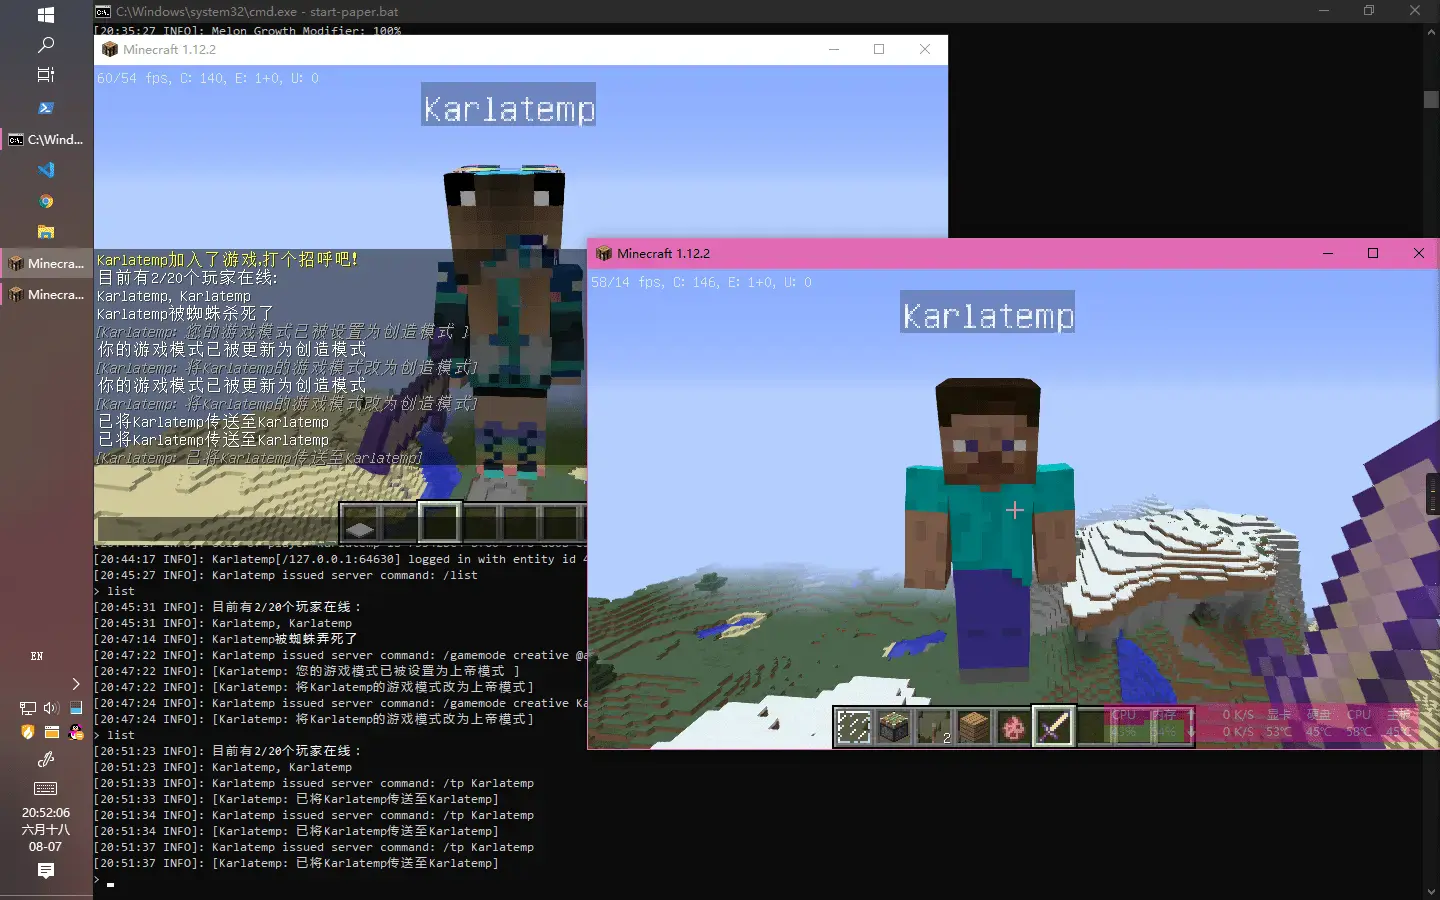 C:\Windows\system32\cmd.exe - start-paper.bat
[20:35:27 INFO]: Melon Growth Modifier: 100%
Minecraft 1.12.2
60/54 fps, C: 140, E: 1+0, U: 0
Karlatemp
Karlatemp加入了游戏,打个招呼吧!
目前有2/20个玩家在线:
Karlatemp, Karlatemp
Karlatemp被蜘蛛杀死了
[Karlatemp: 您的游戏模式已被设置为创造模式 ]
你的游戏模式已被更新为创造模式
[Karlatemp: 将Karlatemp的游戏模式改为创造模式]
你的游戏模式已被更新为创造模式
[Karlatemp: 将Karlatemp的游戏模式改为创造模式]
已将Karlatemp传送至Karlatemp
已将Karlatemp传送至Karlatemp
[Karlatemp: 已将Karlatemp传送至Karlatemp]
Minecraft 1.12.2
58/14 fps, C: 146, E: 1+0, U: 0
Karlatemp
2
CPU 内存 0 K/S 显卡 硬盘 CPU
0 K/S 53℃ 45℃ 58℃ 45℃
[20:44:17 INFO]: Karlatemp[/127.0.0.1:64630] logged in with entity id
[20:45:27 INFO]: Karlatemp issued server command: /list
> list
[20:45:31 INFO]: 目前有2/20个玩家在线：
[20:45:31 INFO]: Karlatemp, Karlatemp
[20:47:14 INFO]: Karlatemp被蜘蛛弄死了
[20:47:22 INFO]: Karlatemp issued server command: /gamemode creative @a
[20:47:22 INFO]: [Karlatemp: 您的游戏模式已被设置为上帝模式 ]
[20:47:22 INFO]: [Karlatemp: 将Karlatemp的游戏模式改为上帝模式]
[20:47:24 INFO]: Karlatemp issued server command: /gamemode creative Ka
[20:47:24 INFO]: [Karlatemp: 将Karlatemp的游戏模式改为上帝模式]
> list
[20:51:23 INFO]: 目前有2/20个玩家在线：
[20:51:23 INFO]: Karlatemp, Karlatemp
[20:51:33 INFO]: Karlatemp issued server command: /tp Karlatemp
[20:51:33 INFO]: [Karlatemp: 已将Karlatemp传送至Karlatemp]
[20:51:34 INFO]: Karlatemp issued server command: /tp Karlatemp
[20:51:34 INFO]: [Karlatemp: 已将Karlatemp传送至Karlatemp]
[20:51:37 INFO]: Karlatemp issued server command: /tp Karlatemp
[20:51:37 INFO]: [Karlatemp: 已将Karlatemp传送至Karlatemp]
>
C:\Wind...
Minecra...
Minecra...
EN
20:52:06
六月十八
08-07